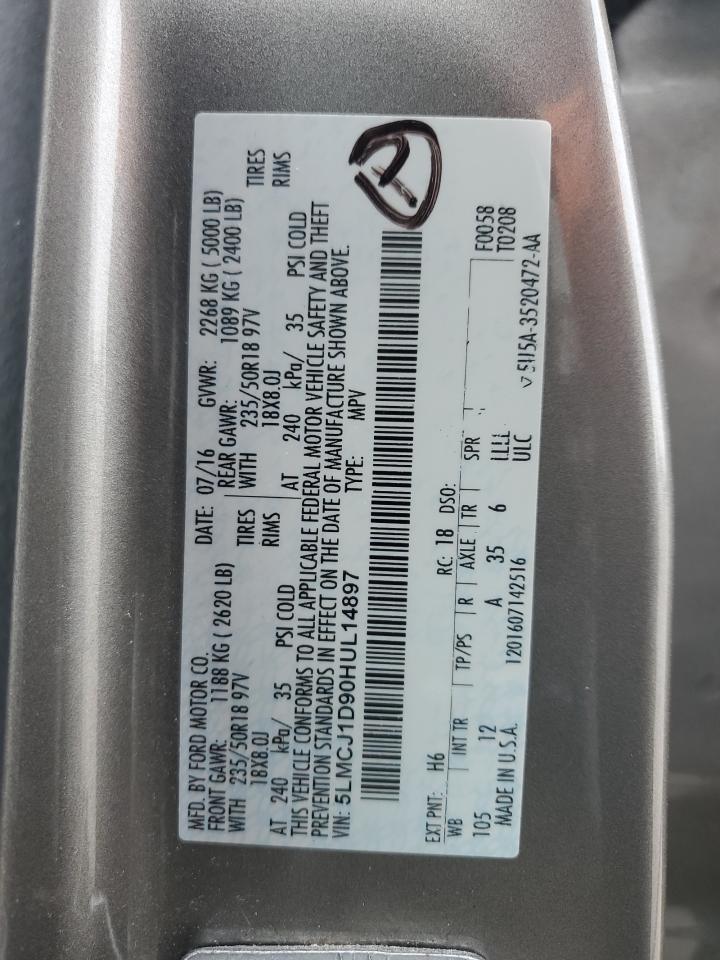 MFD. BY FORD MOTOR CO. DATE: 07/16 GVWR: 2268 KG ( 5000 LB)
FRONT GAWR: 1188 KG ( 2620 LB) REAR GAWR: 1089 KG ( 2400 LB)
WITH 235/50R18 97V TIRES WITH 235/50R18 97V TIRES
18X8.0J RIMS 18X8.0J RIMS
AT 240 kPa/ 35 PSI COLD AT 240 kPa/ 35 PSI COLD
THIS VEHICLE CONFORMS TO ALL APPLICABLE FEDERAL MOTOR VEHICLE SAFETY AND THEFT
PREVENTION STANDARDS IN EFFECT ON THE DATE OF MANUFACTURE SHOWN ABOVE.
VIN: 5LMCJ1D90HUL14897 TYPE: MPV
EXT PNT: H6 RC: 18 DSO: F0058
T0208
WB INT TR TP/PS R AXLE TR SPR
105 12 A 35 6 LLLL
MADE IN U.S.A. 1201607142516 ULC
5U5A-3520472-AA